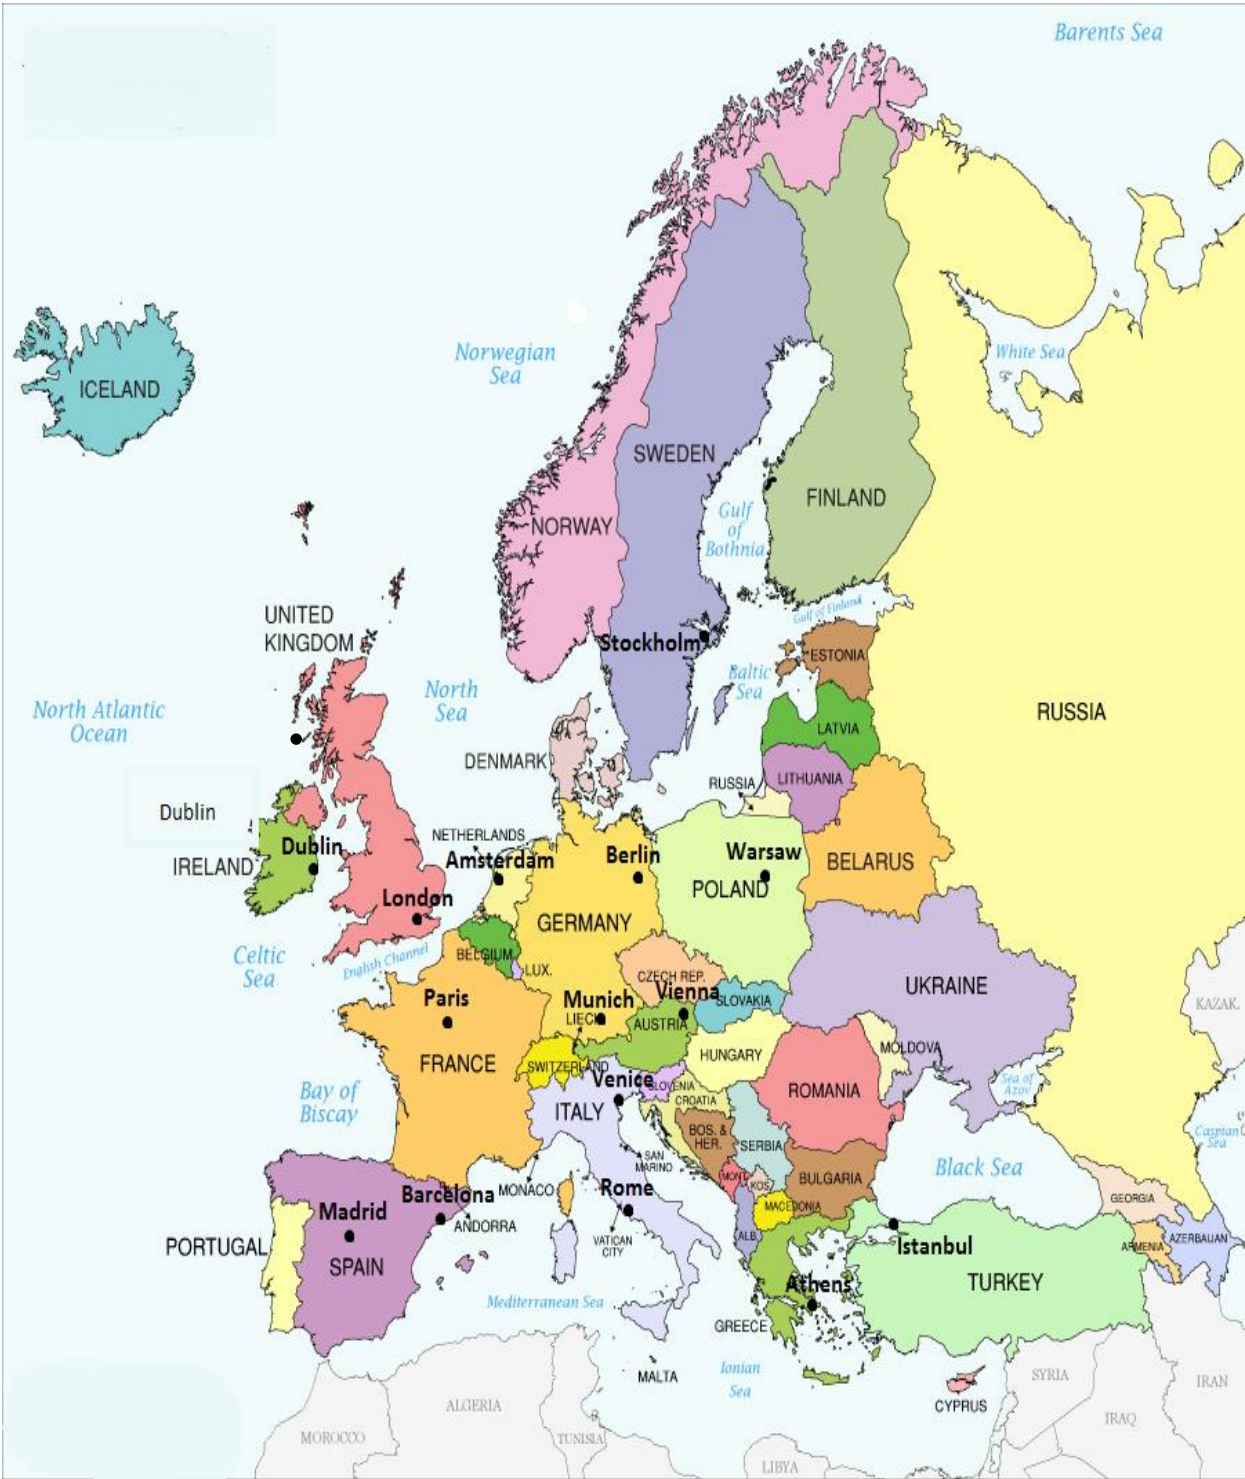 Barents Sea
ICELAND
Norwegian
Sea
White Sea
SWEDEN
FINLAND
NORWAY
Gulf
of
Bothnia
UNITED
KINGDOM
Gulf of Finland
Stockholm
ESTONIA
Baltic
Sea
North
Sea
North Atlantic
Ocean
RUSSIA
LATVIA
DENMARK
RUSSIA
LITHUANIA
Dublin
NETHERLANDS
Dublin
IRELAND
Amsterdam
Berlin
Warsaw
POLAND
BELARUS
London
GERMANY
Celtic
Sea
English Channel
BELGIUM
LUX.
CZECH REP.
Vienna
SLOVAKIA
UKRAINE
KAZAK.
Paris
Munich
LIECH
AUSTRIA
FRANCE
SWITZERLAND
HUNGARY
MOLDOVA
Sea of
Azov
Bay of
Biscay
Venice
SLOVENIA
CROATIA
ROMANIA
ITALY
BOS. &
HER.
SERBIA
Caspian
Sea
SAN
MARINO
Black Sea
MONACO
MONT.
KOS.
BULGARIA
Barcelona
ANDORRA
Rome
MACEDONIA
GEORGIA
Madrid
VATICAN
CITY
ALB.
Istanbul
ARMENIA
AZERBAIJAN
PORTUGAL
SPAIN
TURKEY
Mediterranean Sea
Athens
GREECE
MALTA
Ionian
Sea
CYPRUS
SYRIA
IRAN
IRAQ
ALGERIA
MOROCCO
TUNISIA
LIBYA